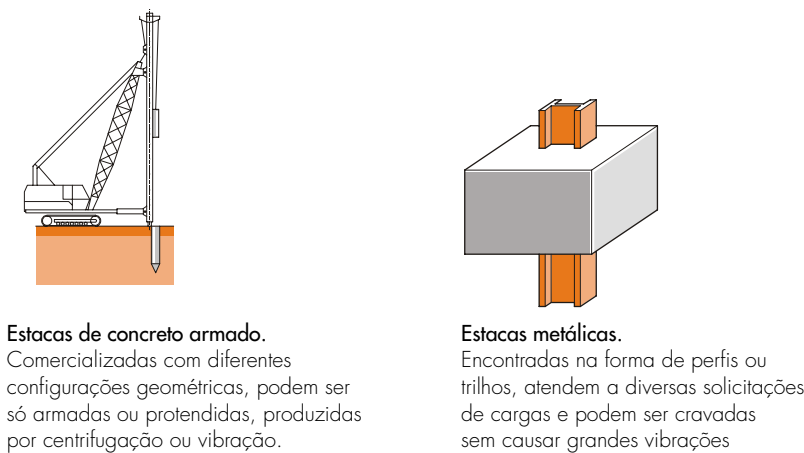 Estacas de concreto armado.
Comercializadas com diferentes
configurações geométricas, podem ser
só armadas ou protendidas, produzidas
por centrifugação ou vibração.
Estacas metálicas.
Encontradas na forma de perfis ou
trilhos, atendem a diversas solicitações
de cargas e podem ser cravadas
sem causar grandes vibrações